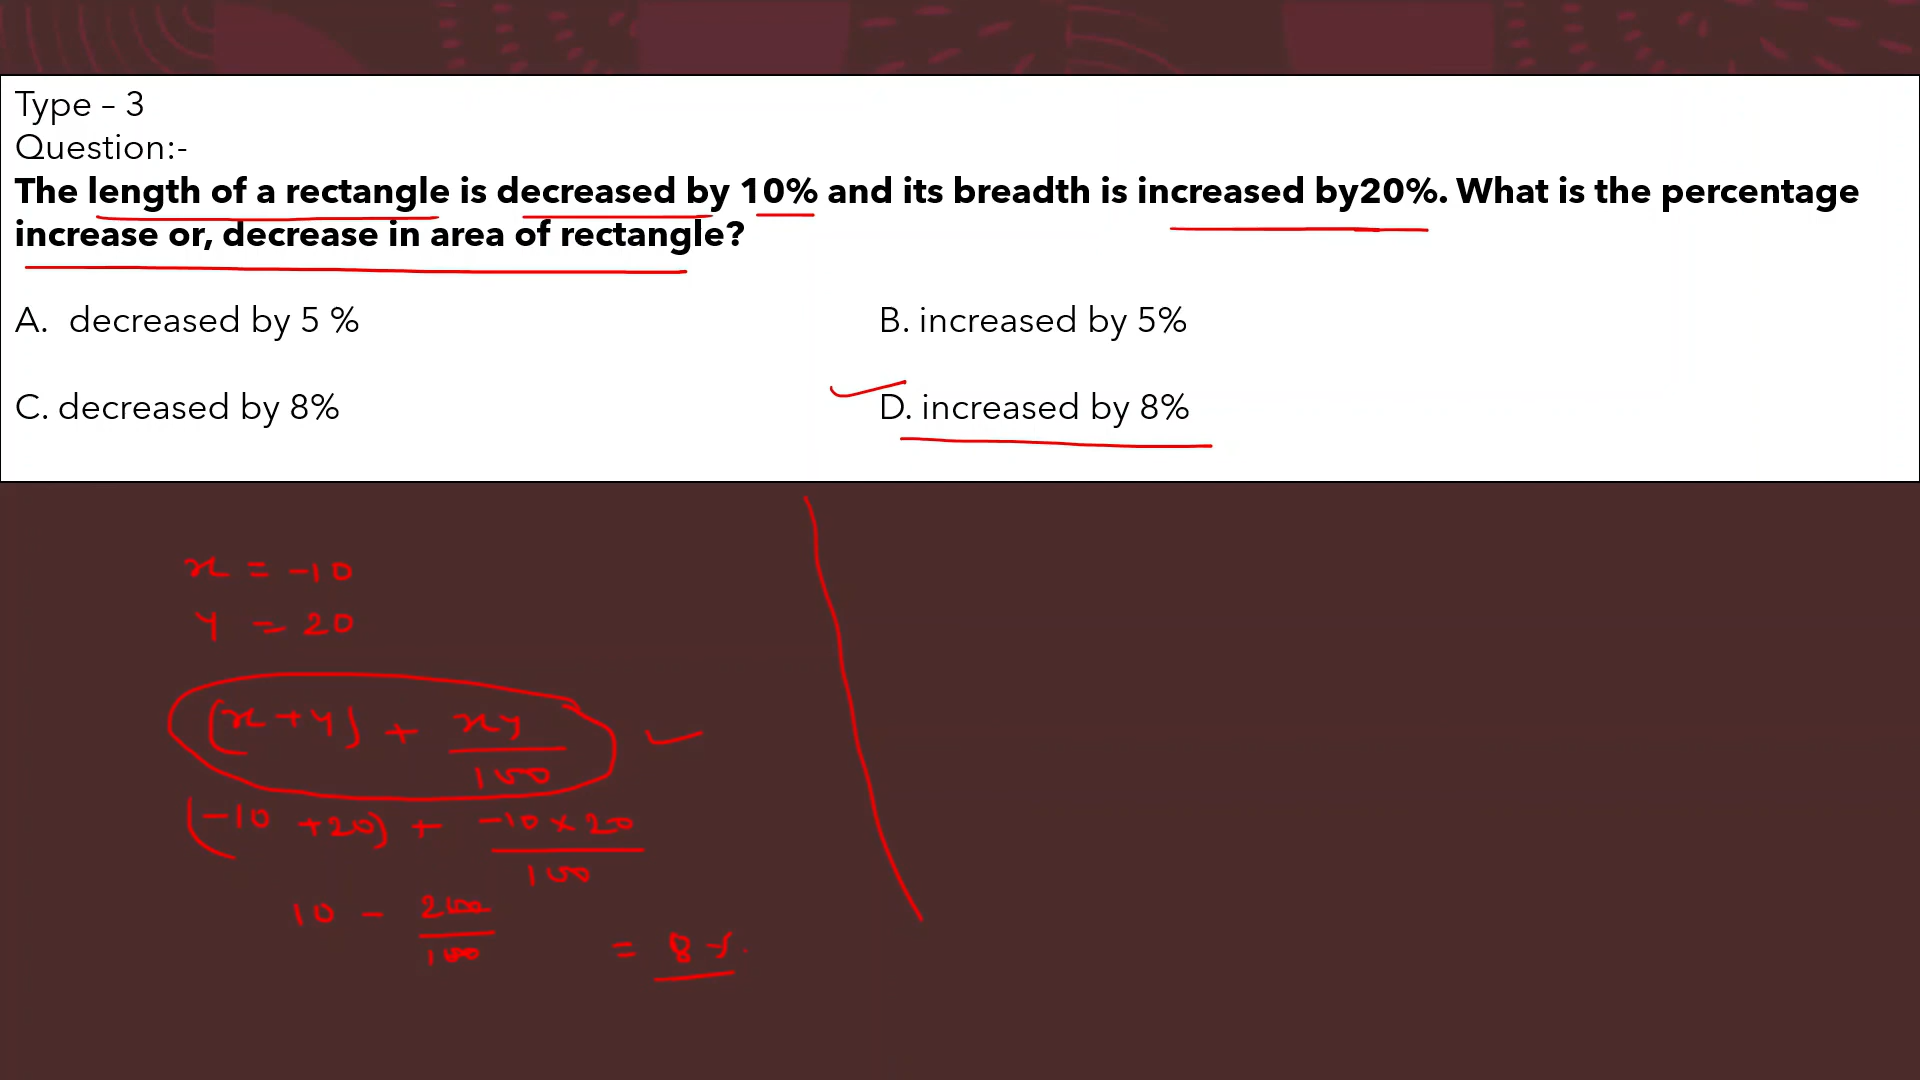 Type – 3
Question:-
The length of a rectangle is decreased by 10% and its breadth is increased by20%. What is the percentage
increase or, decrease in area of rectangle?
A. decreased by 5 %
B. increased by 5%
C. decreased by 8%
D. increased by 8%
x = -10
y = 20
(x+y) + xy/100
(-10 +20) + -10×20/100
10 - 200/100 = 8%